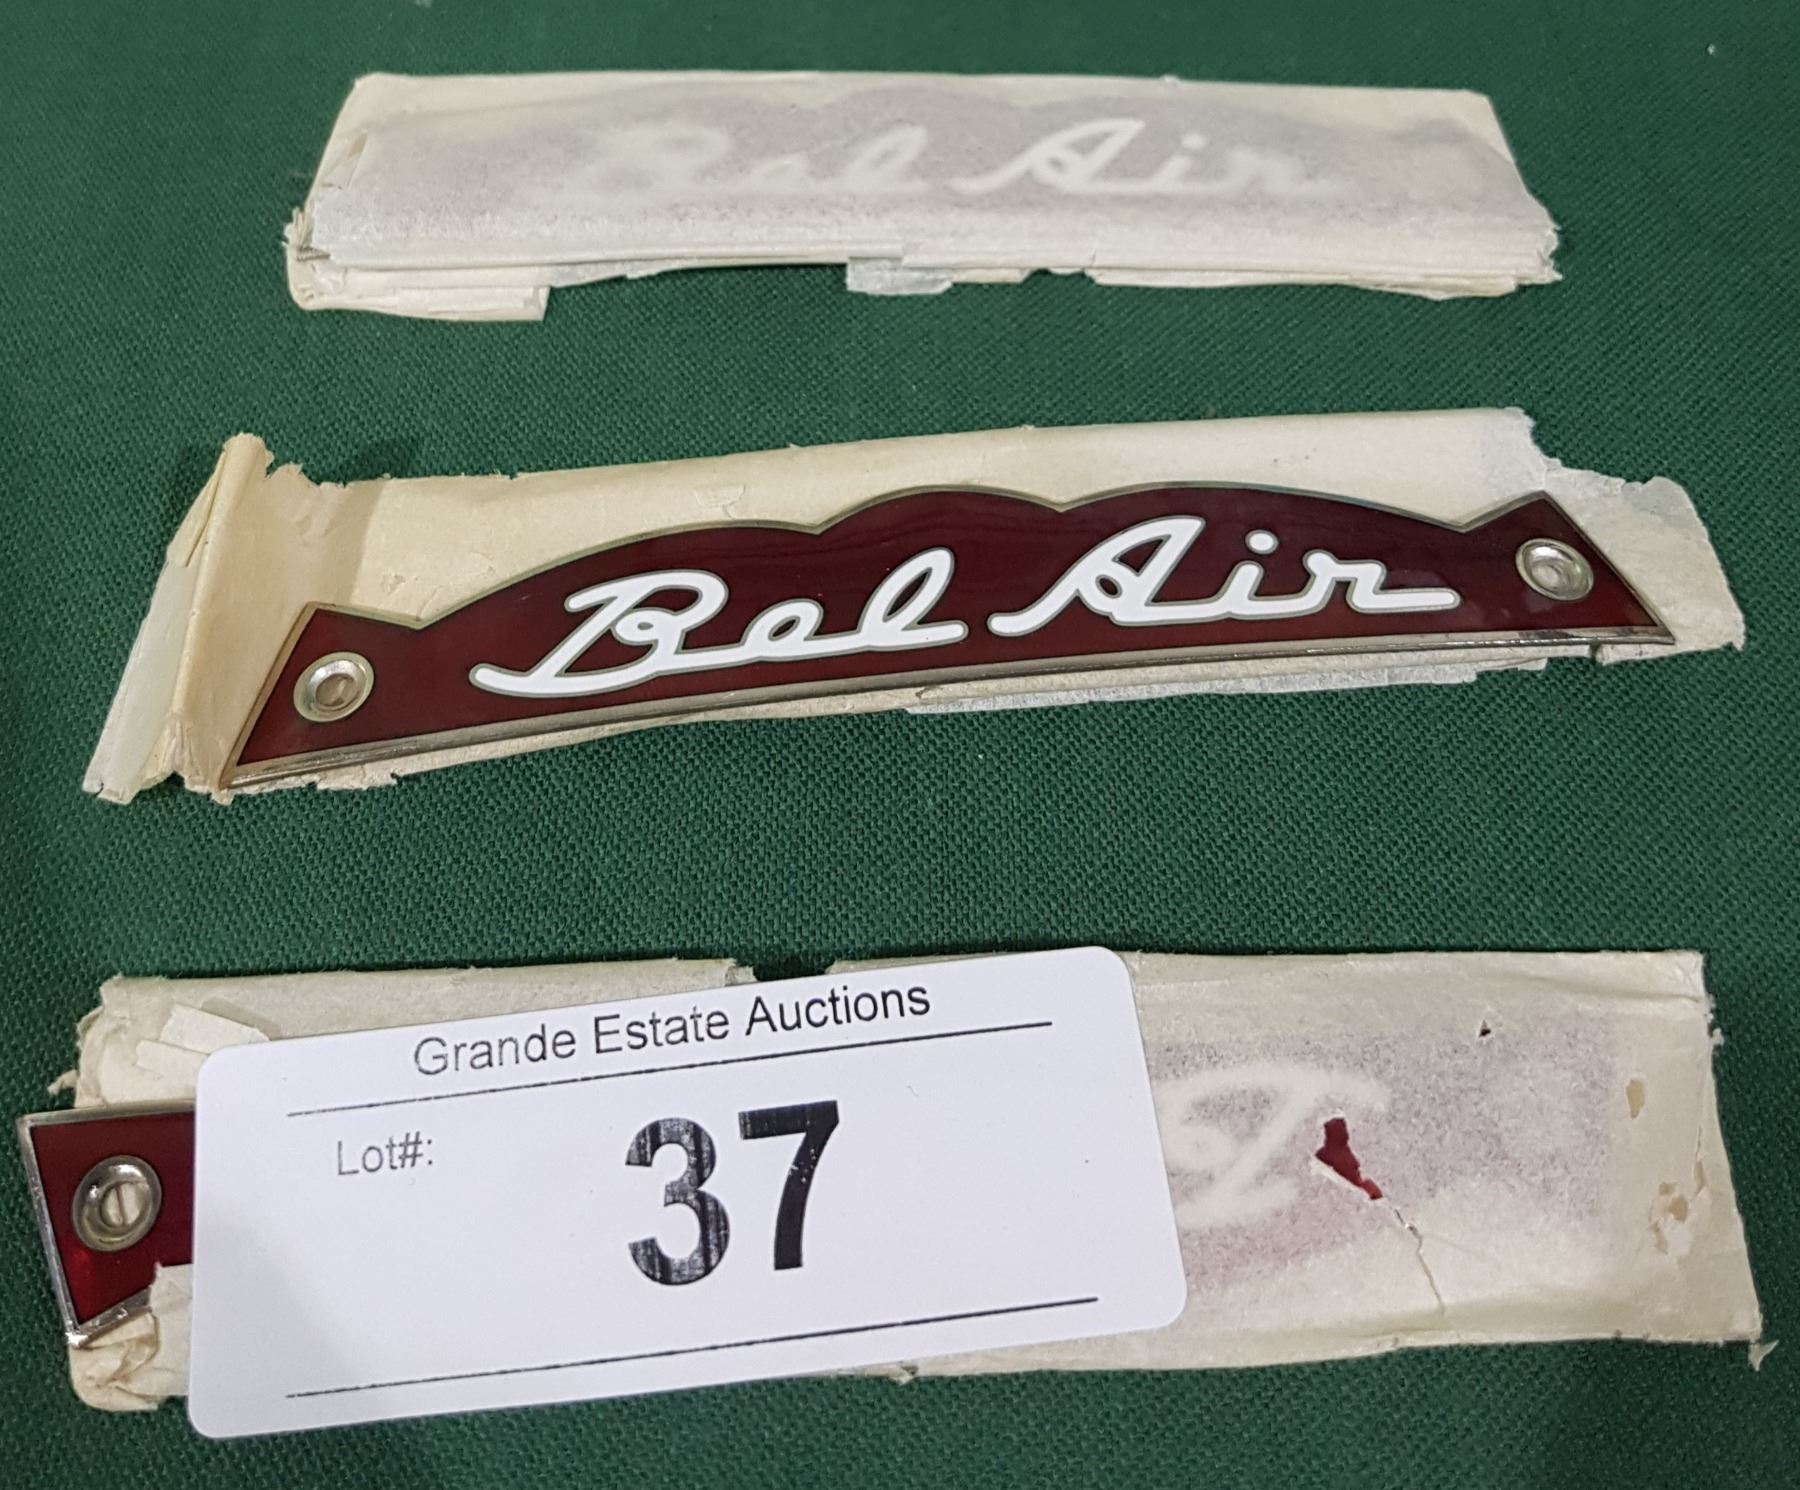 Bel Air
Bel Air
Grande Estate Auctions
Lot#:
37